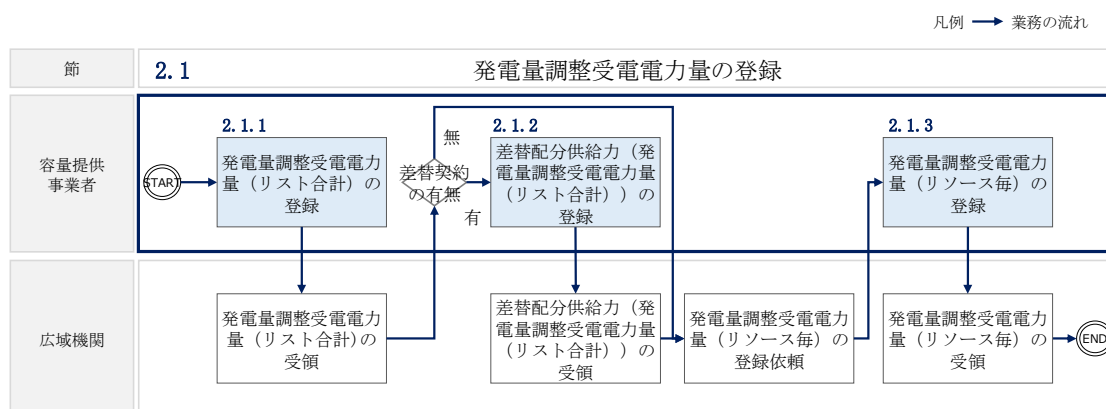 凡例 業務の流れ
節
2.1 発電量調整受電電力量の登録
容量提供
事業者
START
2.1.1
発電量調整受電電力
量（リスト合計）の
登録
無
差替契約
の有無
有
2.1.2
差替配分供給力（発
電量調整受電電力量
（リスト合計））の
登録
2.1.3
発電量調整受電電力
量（リソース毎）の
登録
広域機関
発電量調整受電電力
量（リスト合計)の
受領
差替配分供給力（発
電量調整受電電力量
（リスト合計））の
受領
発電量調整受電電力
量（リソース毎）の
登録依頼
発電量調整受電電力
量（リソース毎）の
受領
END